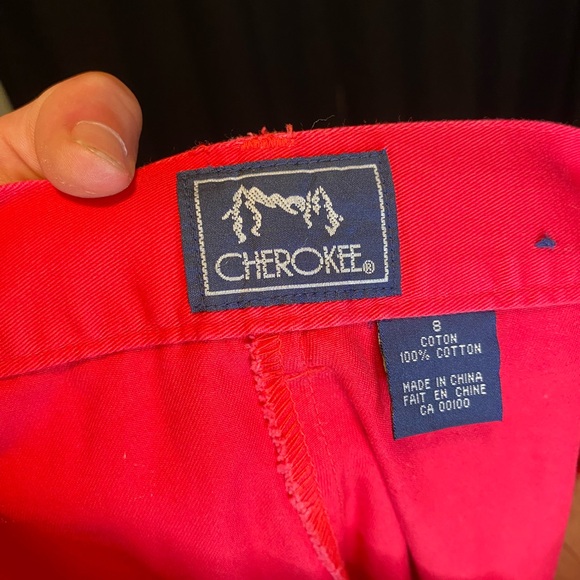 CHEROKEE®
8
COTON
100% COTTON
MADE IN CHINA
FAIT EN CHINE
CA 00100